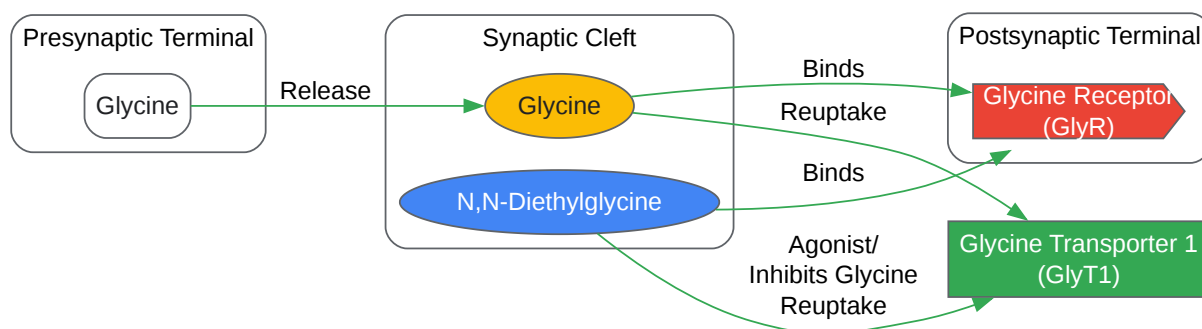 Presynaptic Terminal
Glycine
Release
Synaptic Cleft
Glycine
N,N-Diethylglycine
Binds
Reuptake
Binds
Agonist/
Inhibits Glycine
Reuptake
Postsynaptic Terminal
Glycine Receptor
(GlyR)
Glycine Transporter 1
(GlyT1)